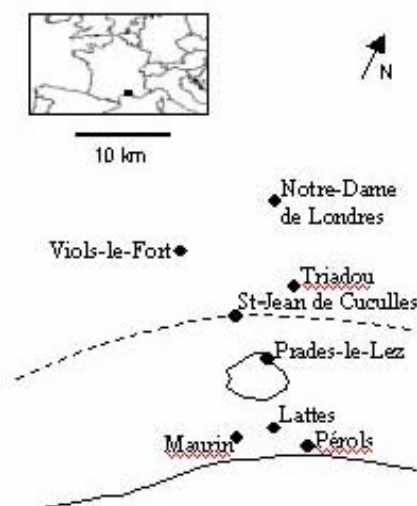 N
10 km
Notre-Dame
de Londres
Viols-le-Fort
Triadou
St-Jean de Cuculles
Prades-le-Lez
Lattes
Maurin
Pérols